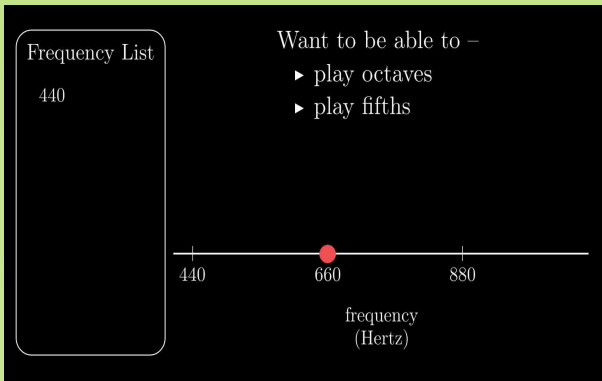 Frequency List
440
Want to be able to –
▸ play octaves
▸ play fifths
440 660 880
frequency
(Hertz)